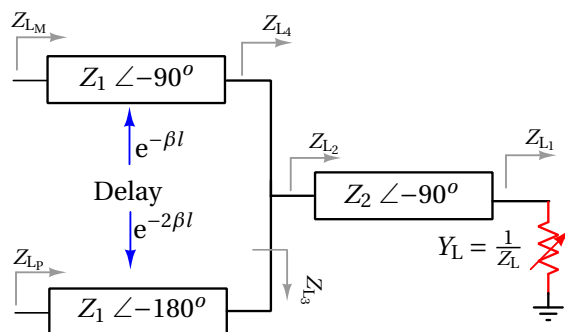 Z_{L_M}
Z_{L_4}
Z_1 ∠−90^o
e^{−βl}
Z_{L_2}
Z_{L_1}
Delay
Z_2 ∠−90^o
e^{−2βl}
Y_L = \frac{1}{Z_L}
Z_{L_P}
Z_{L_3}
Z_1 ∠−180^o